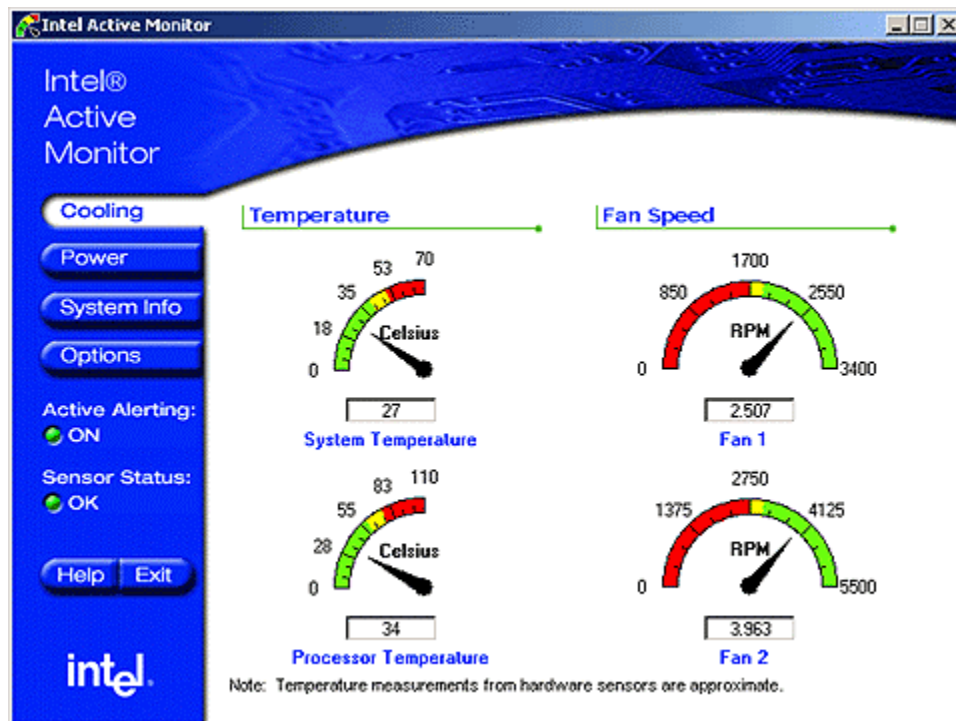 Intel Active Monitor
Intel®
Active
Monitor
Cooling
Power
System Info
Options
Active Alerting:
ON
Sensor Status:
OK
Help Exit
intel.
Temperature
0 18 35 53 70
Celsius
27
System Temperature
0 28 55 83 110
Celsius
34
Processor Temperature
Fan Speed
0 850 1700 2550 3400
RPM
2.507
Fan 1
0 1375 2750 4125 5500
RPM
3.963
Fan 2
Note: Temperature measurements from hardware sensors are approximate.